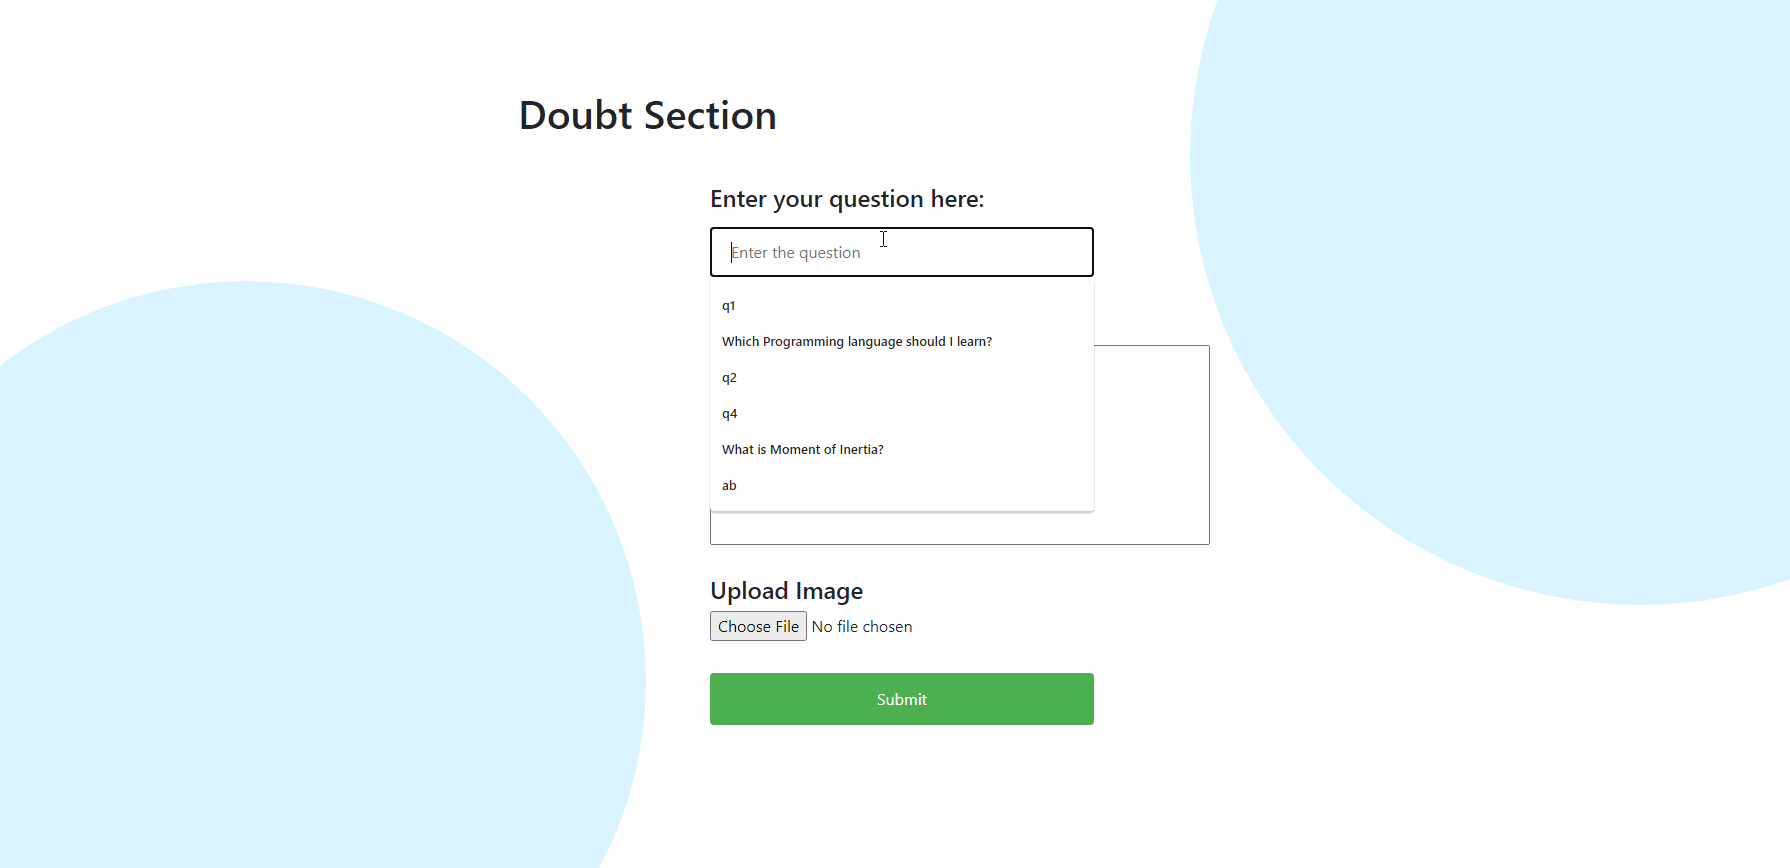 Doubt Section
Enter your question here:
Enter the question
q1
Which Programming language should I learn?
q2
q4
What is Moment of Inertia?
ab
Upload Image
Choose File No file chosen
Submit